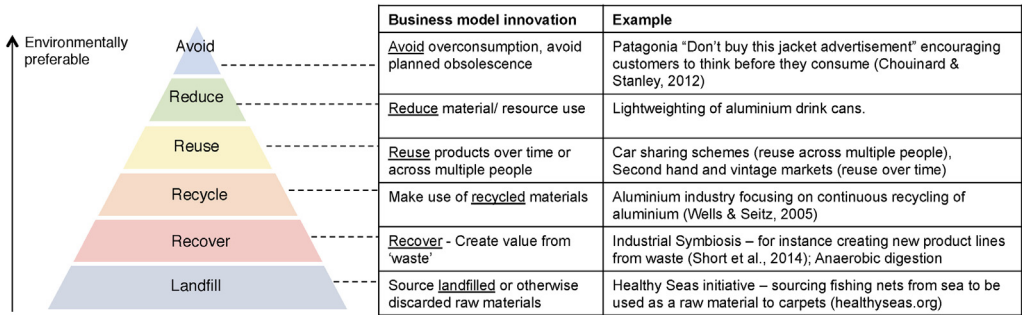 Environmentally
preferable
Avoid
Reduce
Reuse
Recycle
Recover
Landfill
Business model innovation
Example
Avoid overconsumption, avoid
planned obsolescence
Patagonia “Don’t buy this jacket advertisement” encouraging
customers to think before they consume (Chouinard &
Stanley, 2012)
Reduce material/ resource use
Lightweighting of aluminium drink cans.
Reuse products over time or
across multiple people
Car sharing schemes (reuse across multiple people),
Second hand and vintage markets (reuse over time)
Make use of recycled materials
Aluminium industry focusing on continuous recycling of
aluminium (Wells & Seitz, 2005)
Recover - Create value from
‘waste’
Industrial Symbiosis – for instance creating new product lines
from waste (Short et al., 2014); Anaerobic digestion
Source landfilled or otherwise
discarded raw materials
Healthy Seas initiative – sourcing fishing nets from sea to
be used as a raw material to carpets (healthyseas.org)